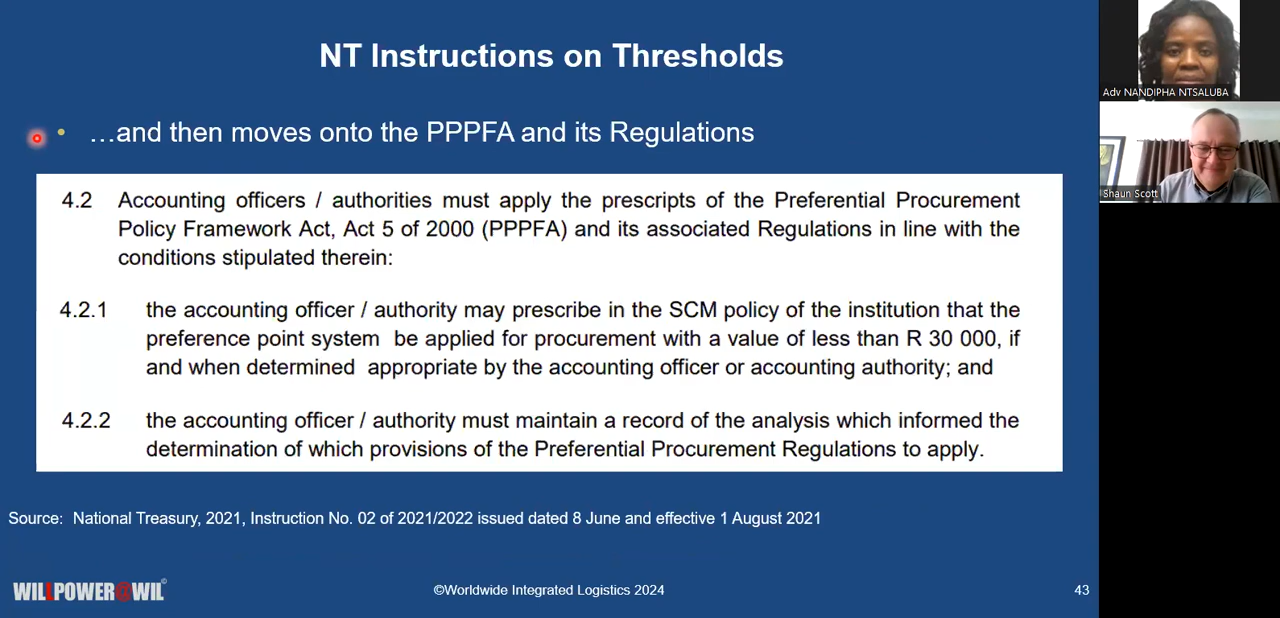 NT Instructions on Thresholds
• …and then moves onto the PPPFA and its Regulations
4.2 Accounting officers / authorities must apply the prescripts of the Preferential Procurement
Policy Framework Act, Act 5 of 2000 (PPPFA) and its associated Regulations in line with the
conditions stipulated therein:
4.2.1 the accounting officer / authority may prescribe in the SCM policy of the institution that the
preference point system be applied for procurement with a value of less than R 30 000, if
and when determined appropriate by the accounting officer or accounting authority; and
4.2.2 the accounting officer / authority must maintain a record of the analysis which informed the
determination of which provisions of the Preferential Procurement Regulations to apply.
Source: National Treasury, 2021, Instruction No. 02 of 2021/2022 issued dated 8 June and effective 1 August 2021
WILLPOWER@WIL©
©Worldwide Integrated Logistics 2024
43
Adv NANDIPHA NTSALUBA
Shaun Scott